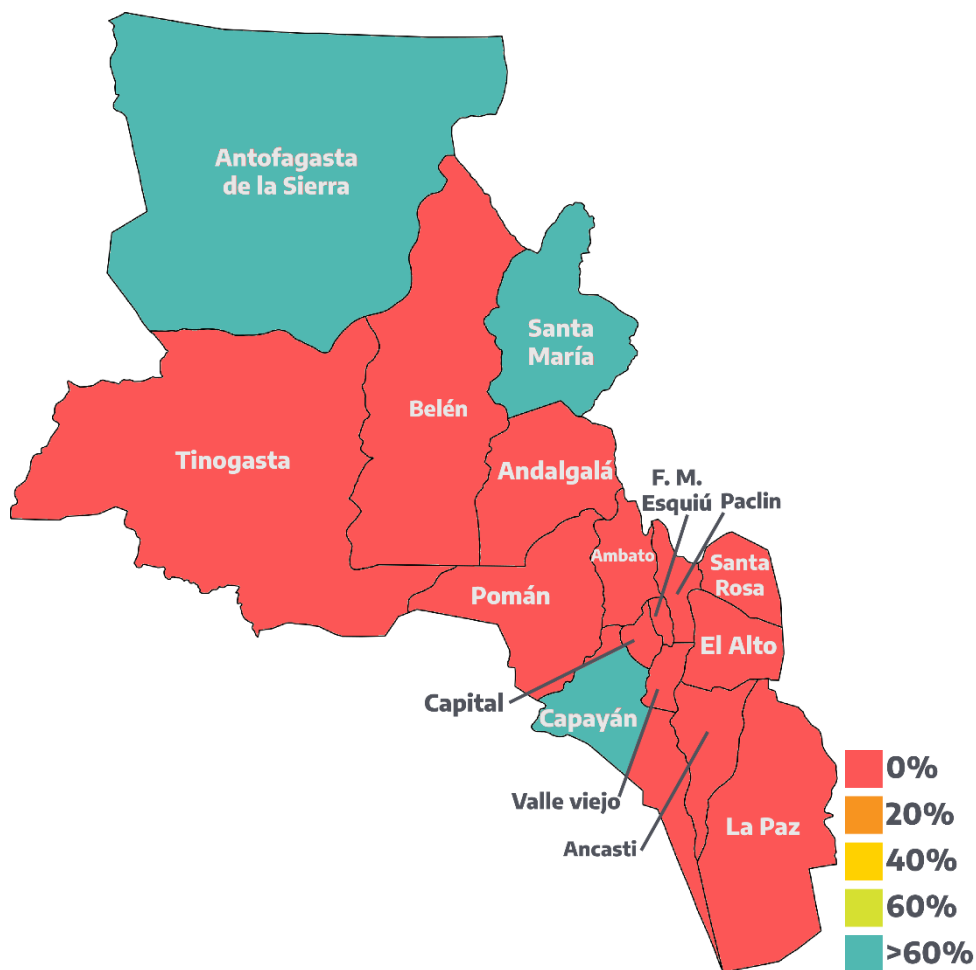 Antofagasta
de la Sierra
Santa
María
Belén
Tinogasta
Andalgalá
F. M.
Esquiú
Paclin
Ambato
Santa
Rosa
Pomán
El Alto
Capital
Capayán
Valle viejo
Ancasti
La Paz
0%
20%
40%
60%
>60%